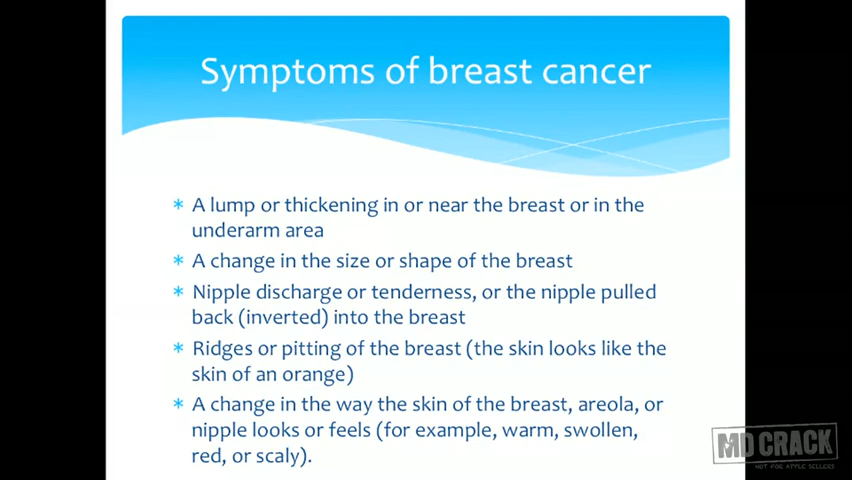 Symptoms of breast cancer
* A lump or thickening in or near the breast or in the
underarm area
* A change in the size or shape of the breast
* Nipple discharge or tenderness, or the nipple pulled
back (inverted) into the breast
* Ridges or pitting of the breast (the skin looks like the
skin of an orange)
* A change in the way the skin of the breast, areola, or
nipple looks or feels (for example, warm, swollen,
red, or scaly).
MD CRACK
NOT FOR APPLE SELLERS